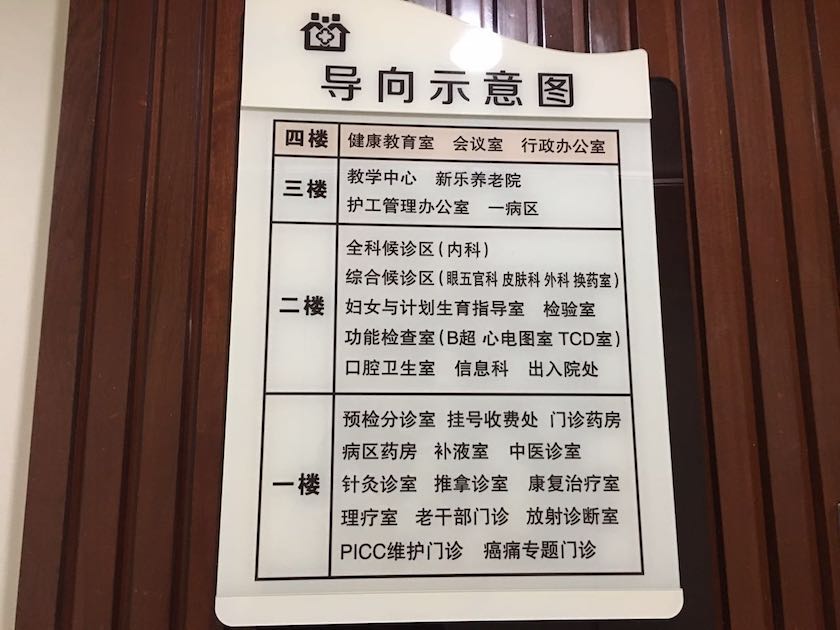 导向示意图
四楼 健康教育室 会议室 行政办公室
三楼
教学中心 新乐养老院
护工管理办公室 一病区
二楼
全科候诊区(内科)
综合候诊区(眼五官科 皮肤科 外科 换药室)
妇女与计划生育指导室 检验室
功能检查室(B超 心电图室 TCD室)
口腔卫生室 信息科 出入院处
一楼
预检分诊室 挂号收费处 门诊药房
病区药房 补液室 中医诊室
针灸诊室 推拿诊室 康复治疗室
理疗室 老干部门诊 放射诊断室
PICC维护门诊 癌痛专题门诊